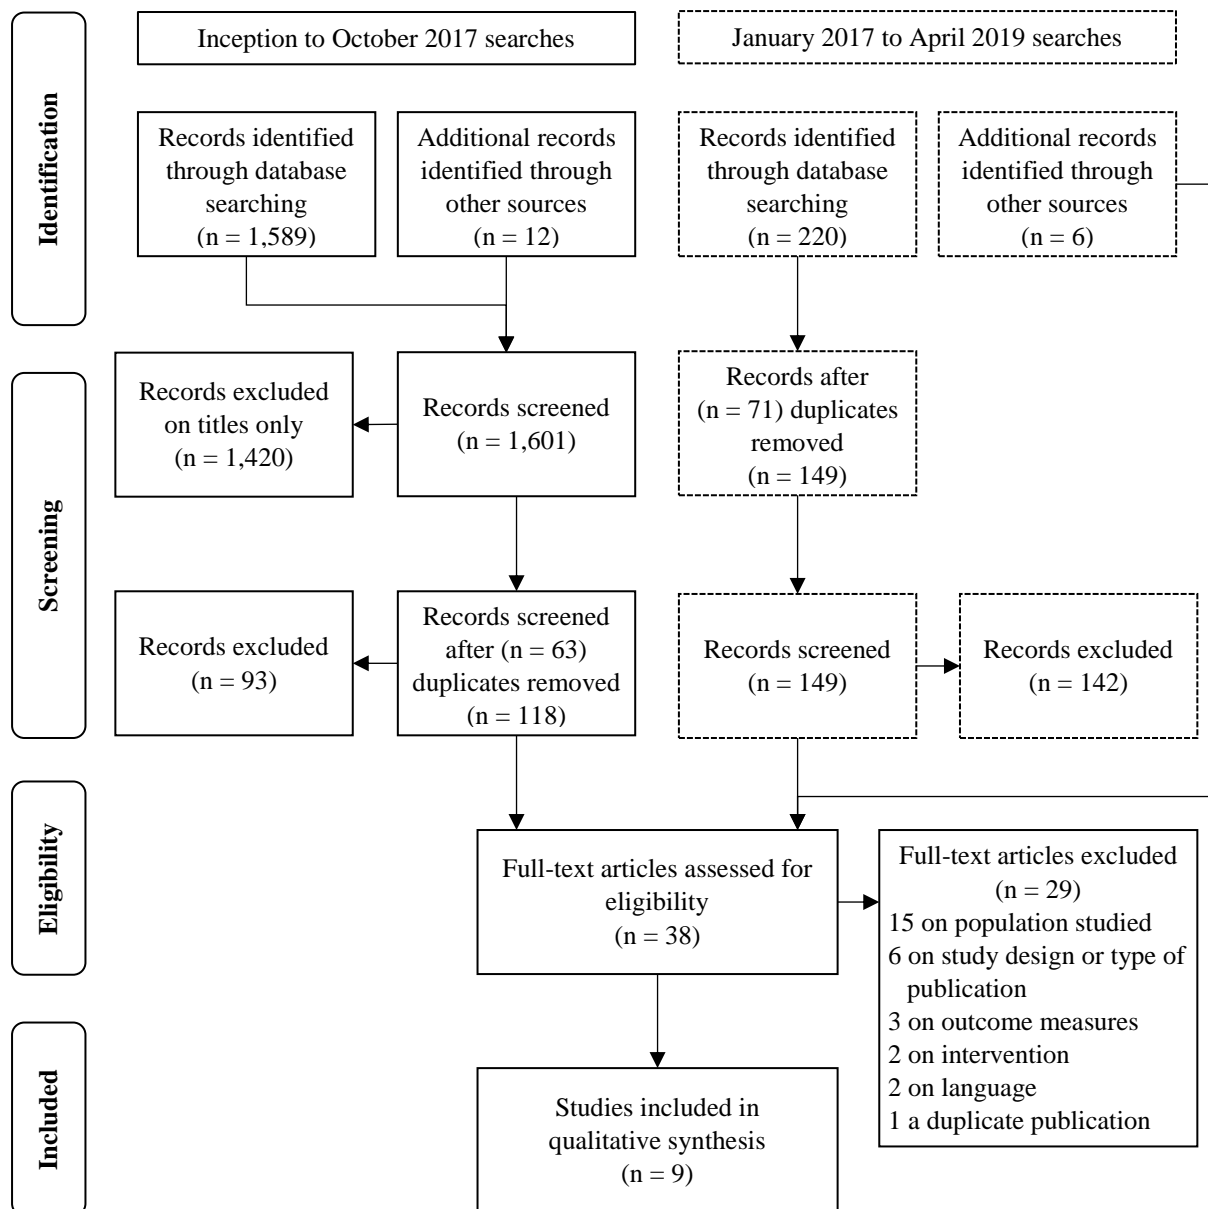 Inception to October 2017 searches
January 2017 to April 2019 searches
Identification
Records identified
through database
searching
(n = 1,589)
Additional records
identified through
other sources
(n = 12)
Records identified
through database
searching
(n = 220)
Additional records
identified through
other sources
(n = 6)
Screening
Records excluded
on titles only
(n = 1,420)
Records screened
(n = 1,601)
Records after
(n = 71) duplicates
removed
(n = 149)
Records excluded
(n = 93)
Records screened
after (n = 63)
duplicates removed
(n = 118)
Records screened
(n = 149)
Records excluded
(n = 142)
Eligibility
Full-text articles assessed for
eligibility
(n = 38)
Full-text articles excluded
(n = 29)
15 on population studied
6 on study design or type of
publication
3 on outcome measures
2 on intervention
2 on language
1 a duplicate publication
Included
Studies included in
qualitative synthesis
(n = 9)